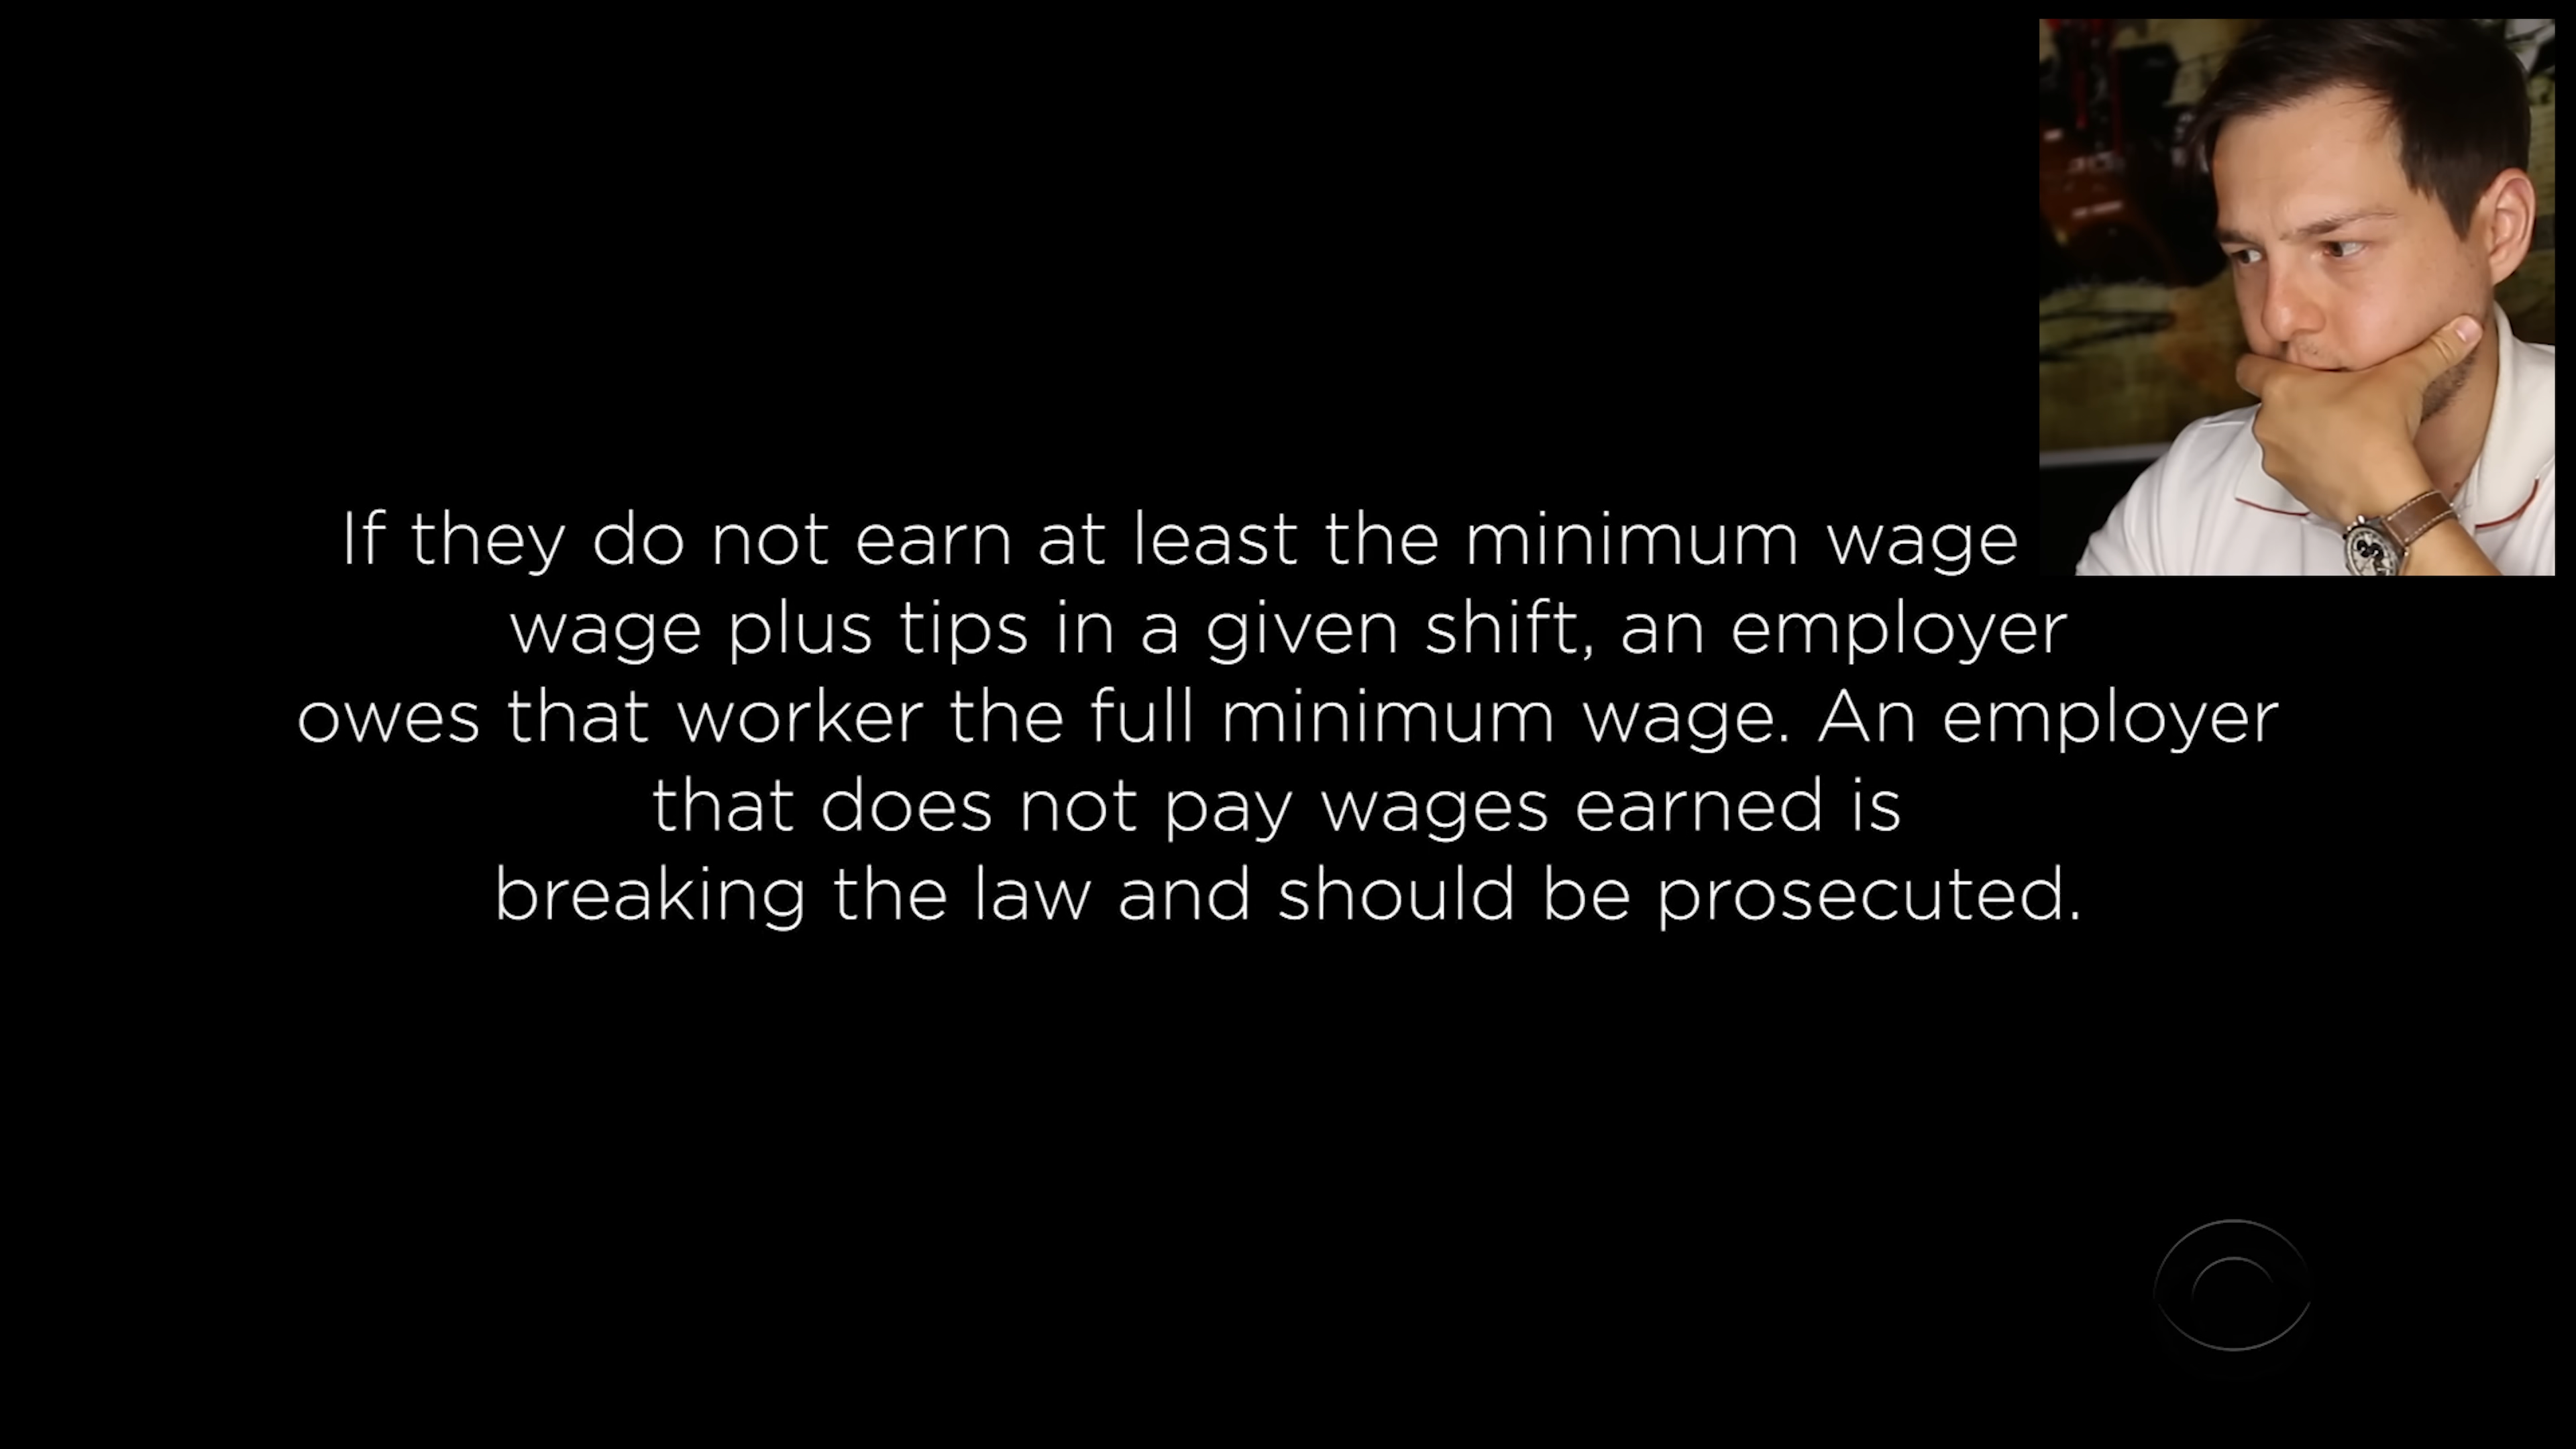 If they do not earn at least the minimum wage
wage plus tips in a given shift, an employer
owes that worker the full minimum wage. An employer
that does not pay wages earned is
breaking the law and should be prosecuted.